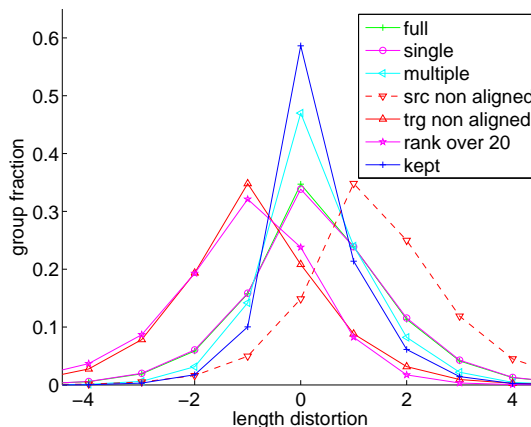 0.6
0.5
0.4
0.3
0.2
0.1
0
group fraction
full
single
multiple
src non aligned
trg non aligned
rank over 20
kept
−4
−2
0
2
4
length distortion